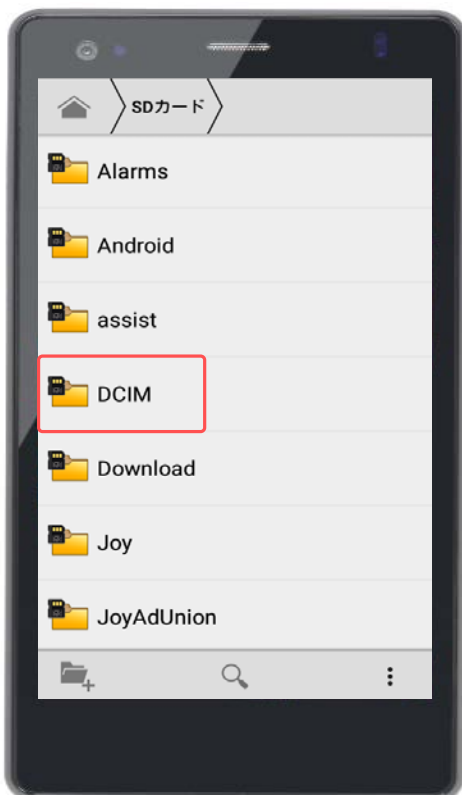 SDカード
Alarms
Android
assist
DCIM
Download
Joy
JoyAdUnion